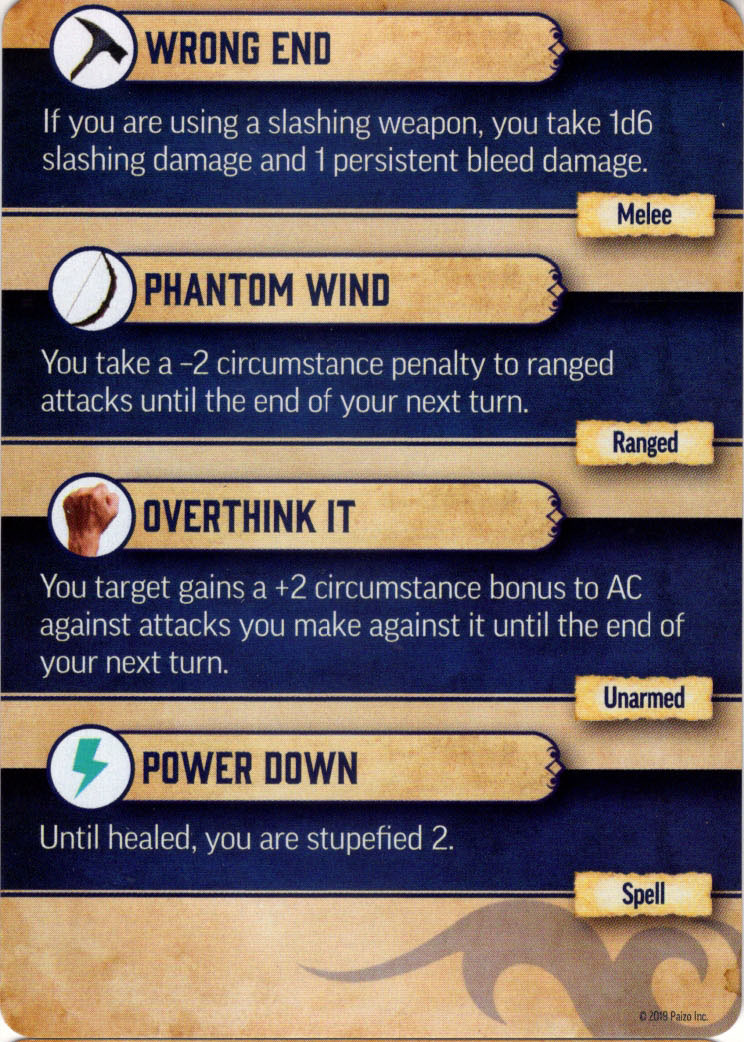 WRONG END
If you are using a slashing weapon, you take 1d6
slashing damage and 1 persistent bleed damage.
Melee
PHANTOM WIND
You take a –2 circumstance penalty to ranged
attacks until the end of your next turn.
Ranged
OVERTHINK IT
You target gains a +2 circumstance bonus to AC
against attacks you make against it until the end of
your next turn.
Unarmed
POWER DOWN
Until healed, you are stupefied 2.
Spell
© 2019 Paizo Inc.